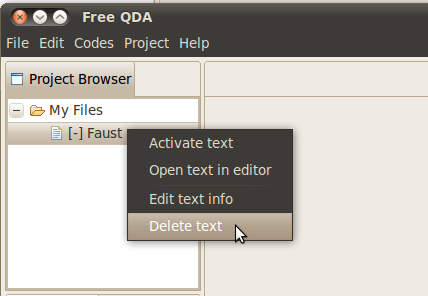 Free QDA
File Edit Codes Project Help
Project Browser
My Files
[-] Faust
Activate text
Open text in editor
Edit text info
Delete text